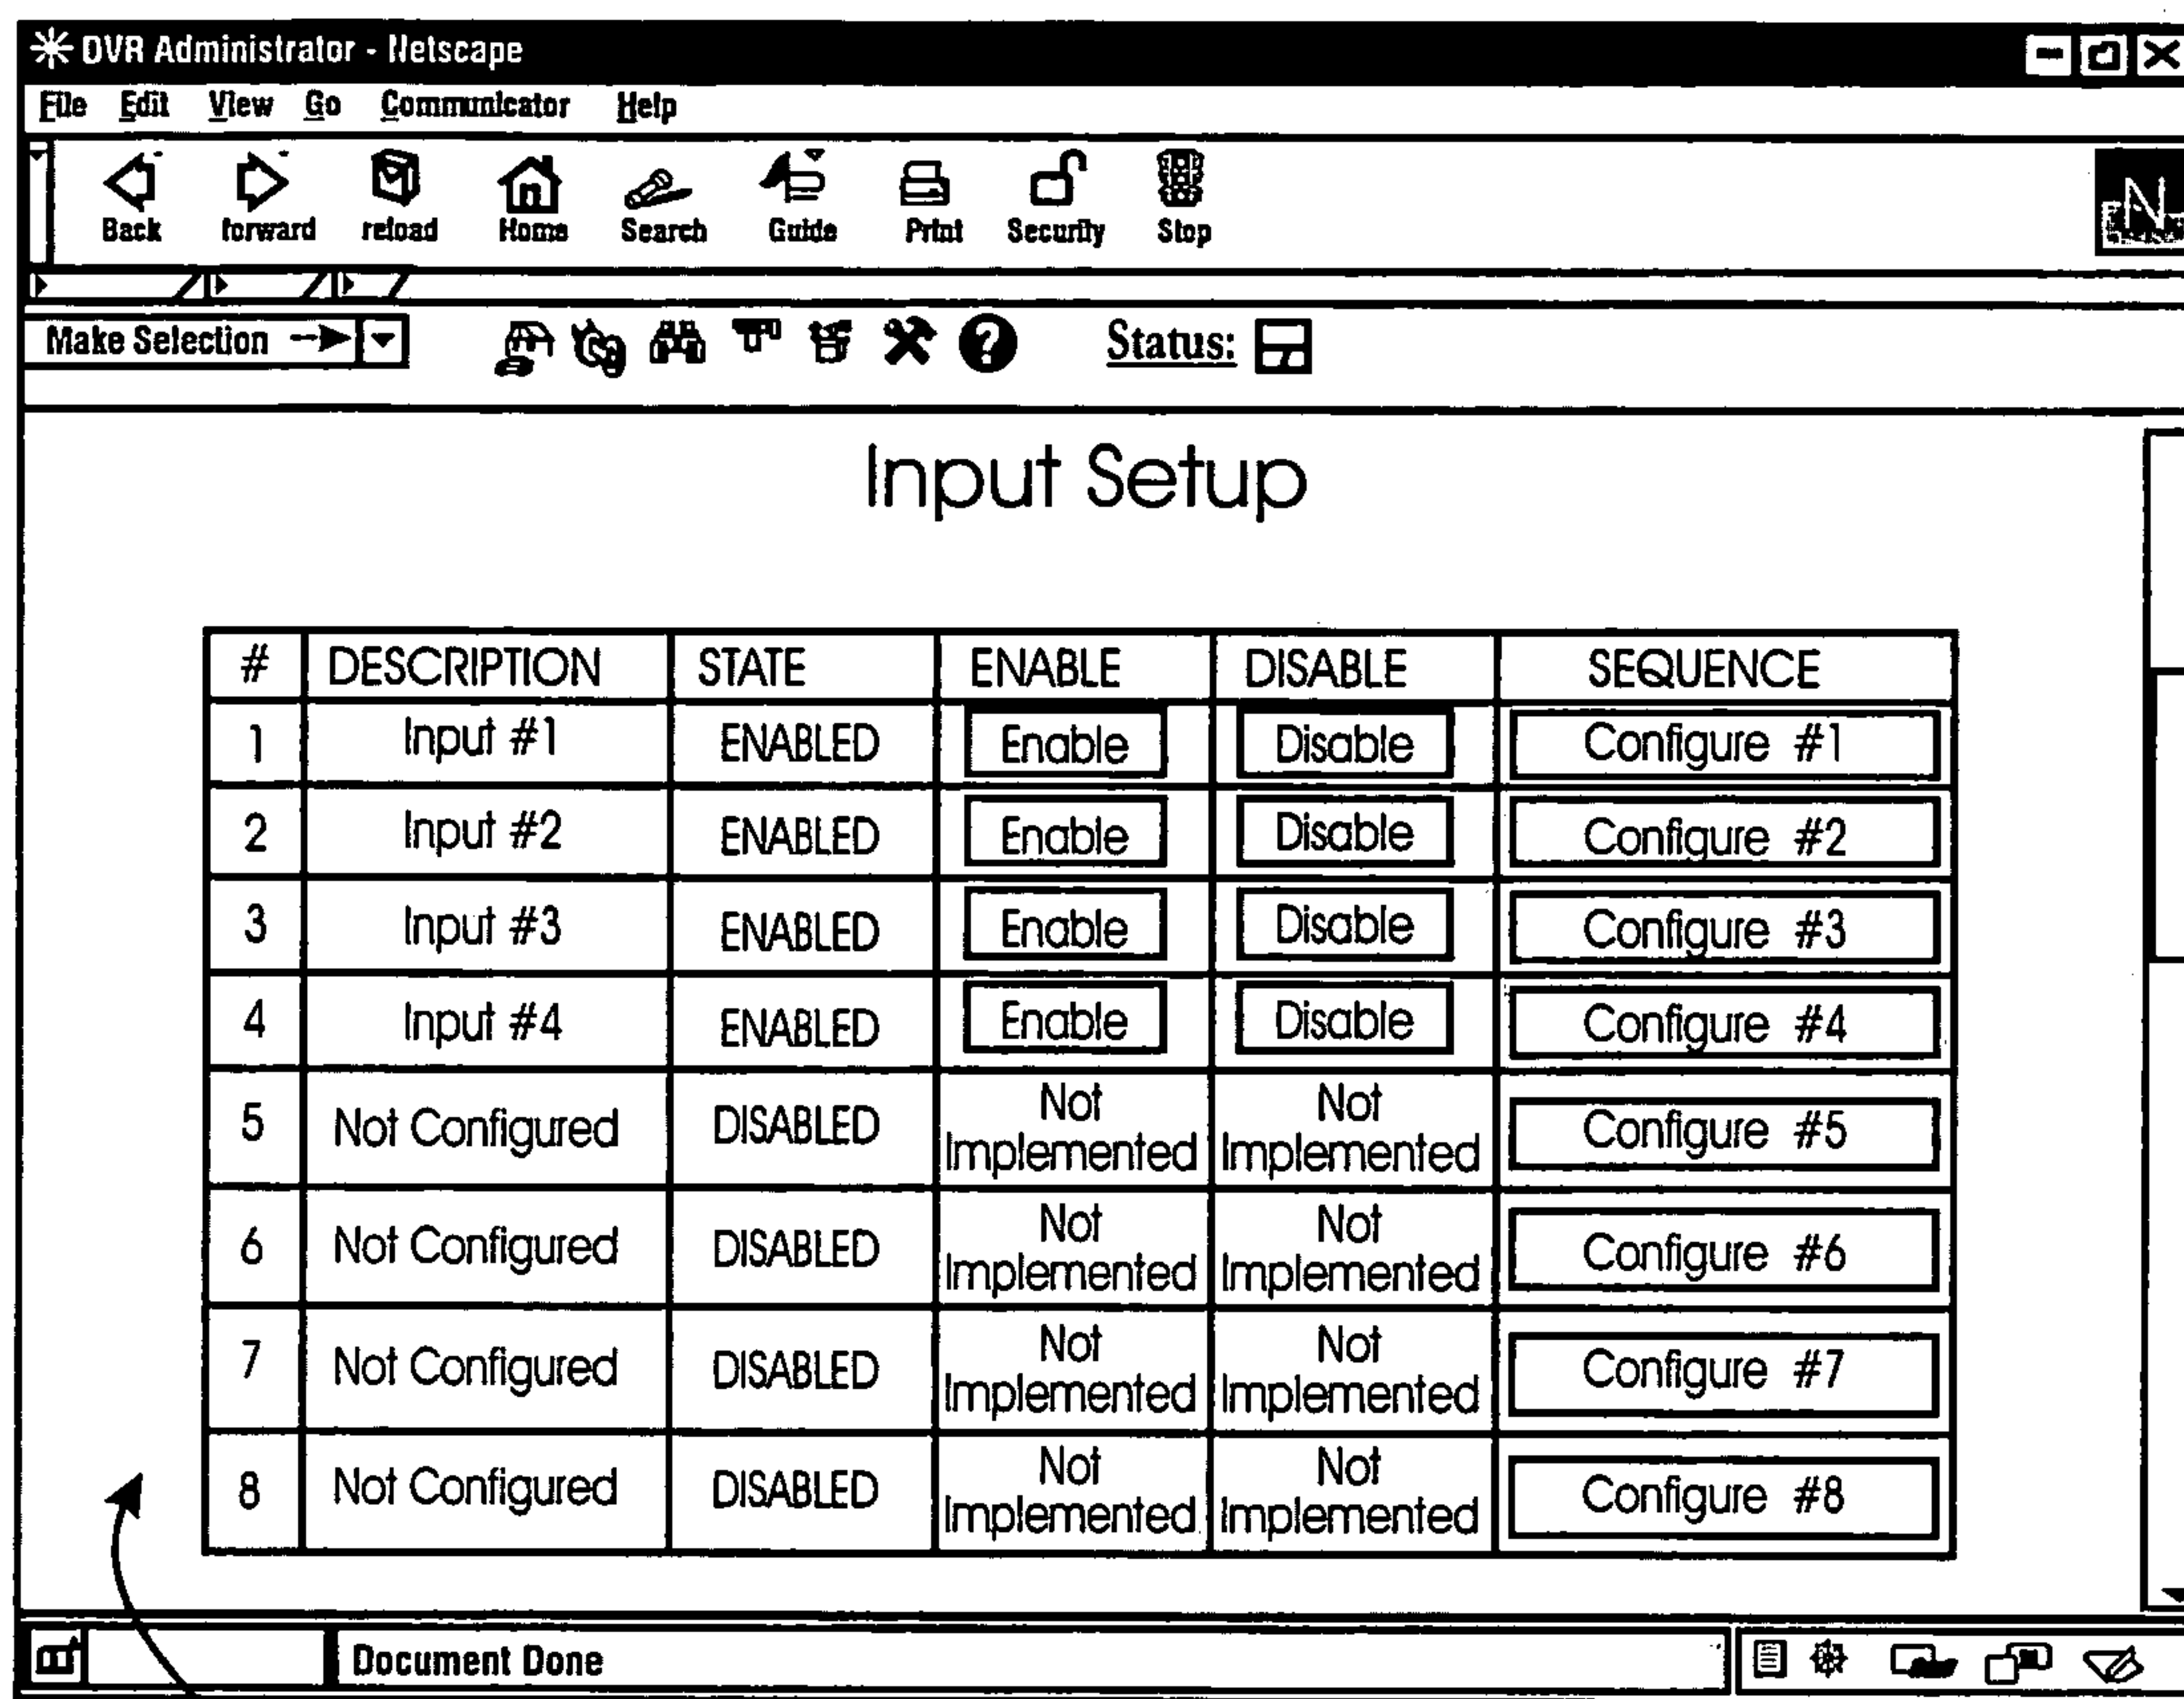 DVR Administrator - Netscape
File Edit View Go Communicator Help
Back forward reload Home Search Guide Print Security Stop
N
Make Selection Status:
Input Setup
# DESCRIPTION STATE ENABLE DISABLE SEQUENCE
1 Input #1 ENABLED Enable Disable Configure #1
2 Input #2 ENABLED Enable Disable Configure #2
3 Input #3 ENABLED Enable Disable Configure #3
4 Input #4 ENABLED Enable Disable Configure #4
5 Not Configured DISABLED Not Implemented Not Implemented Configure #5
6 Not Configured DISABLED Not Implemented Not Implemented Configure #6
7 Not Configured DISABLED Not Implemented Not Implemented Configure #7
8 Not Configured DISABLED Not Implemented Not Implemented Configure #8
Document Done